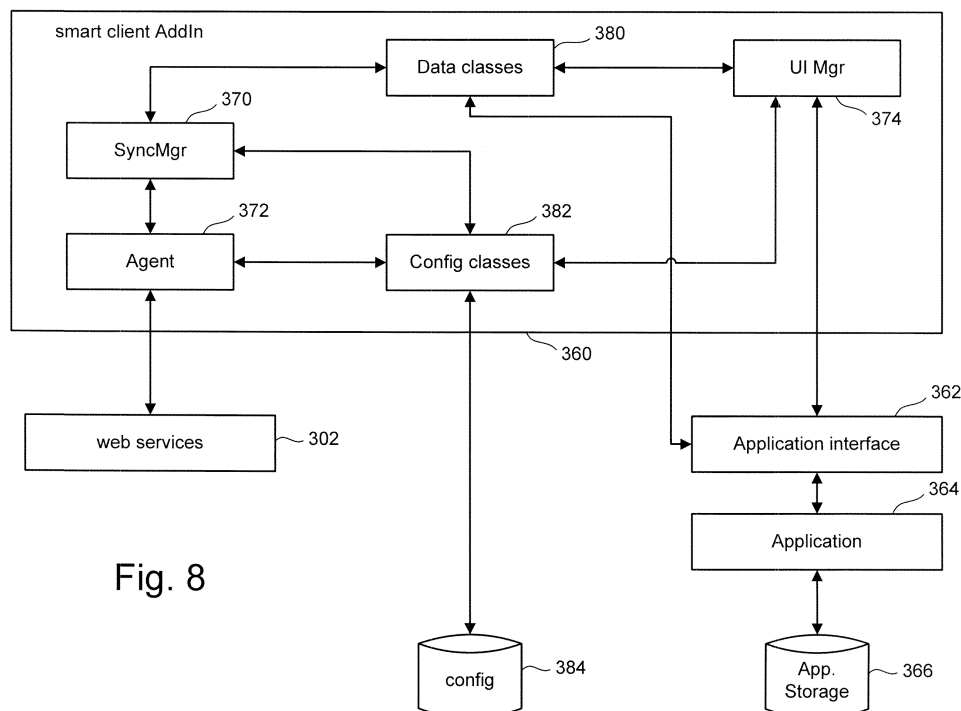 smart client AddIn
380
Data classes
UI Mgr
370
374
SyncMgr
372
382
Agent
Config classes
360
362
web services
302
Application interface
364
Application
Fig. 8
config
384
App.
Storage
366